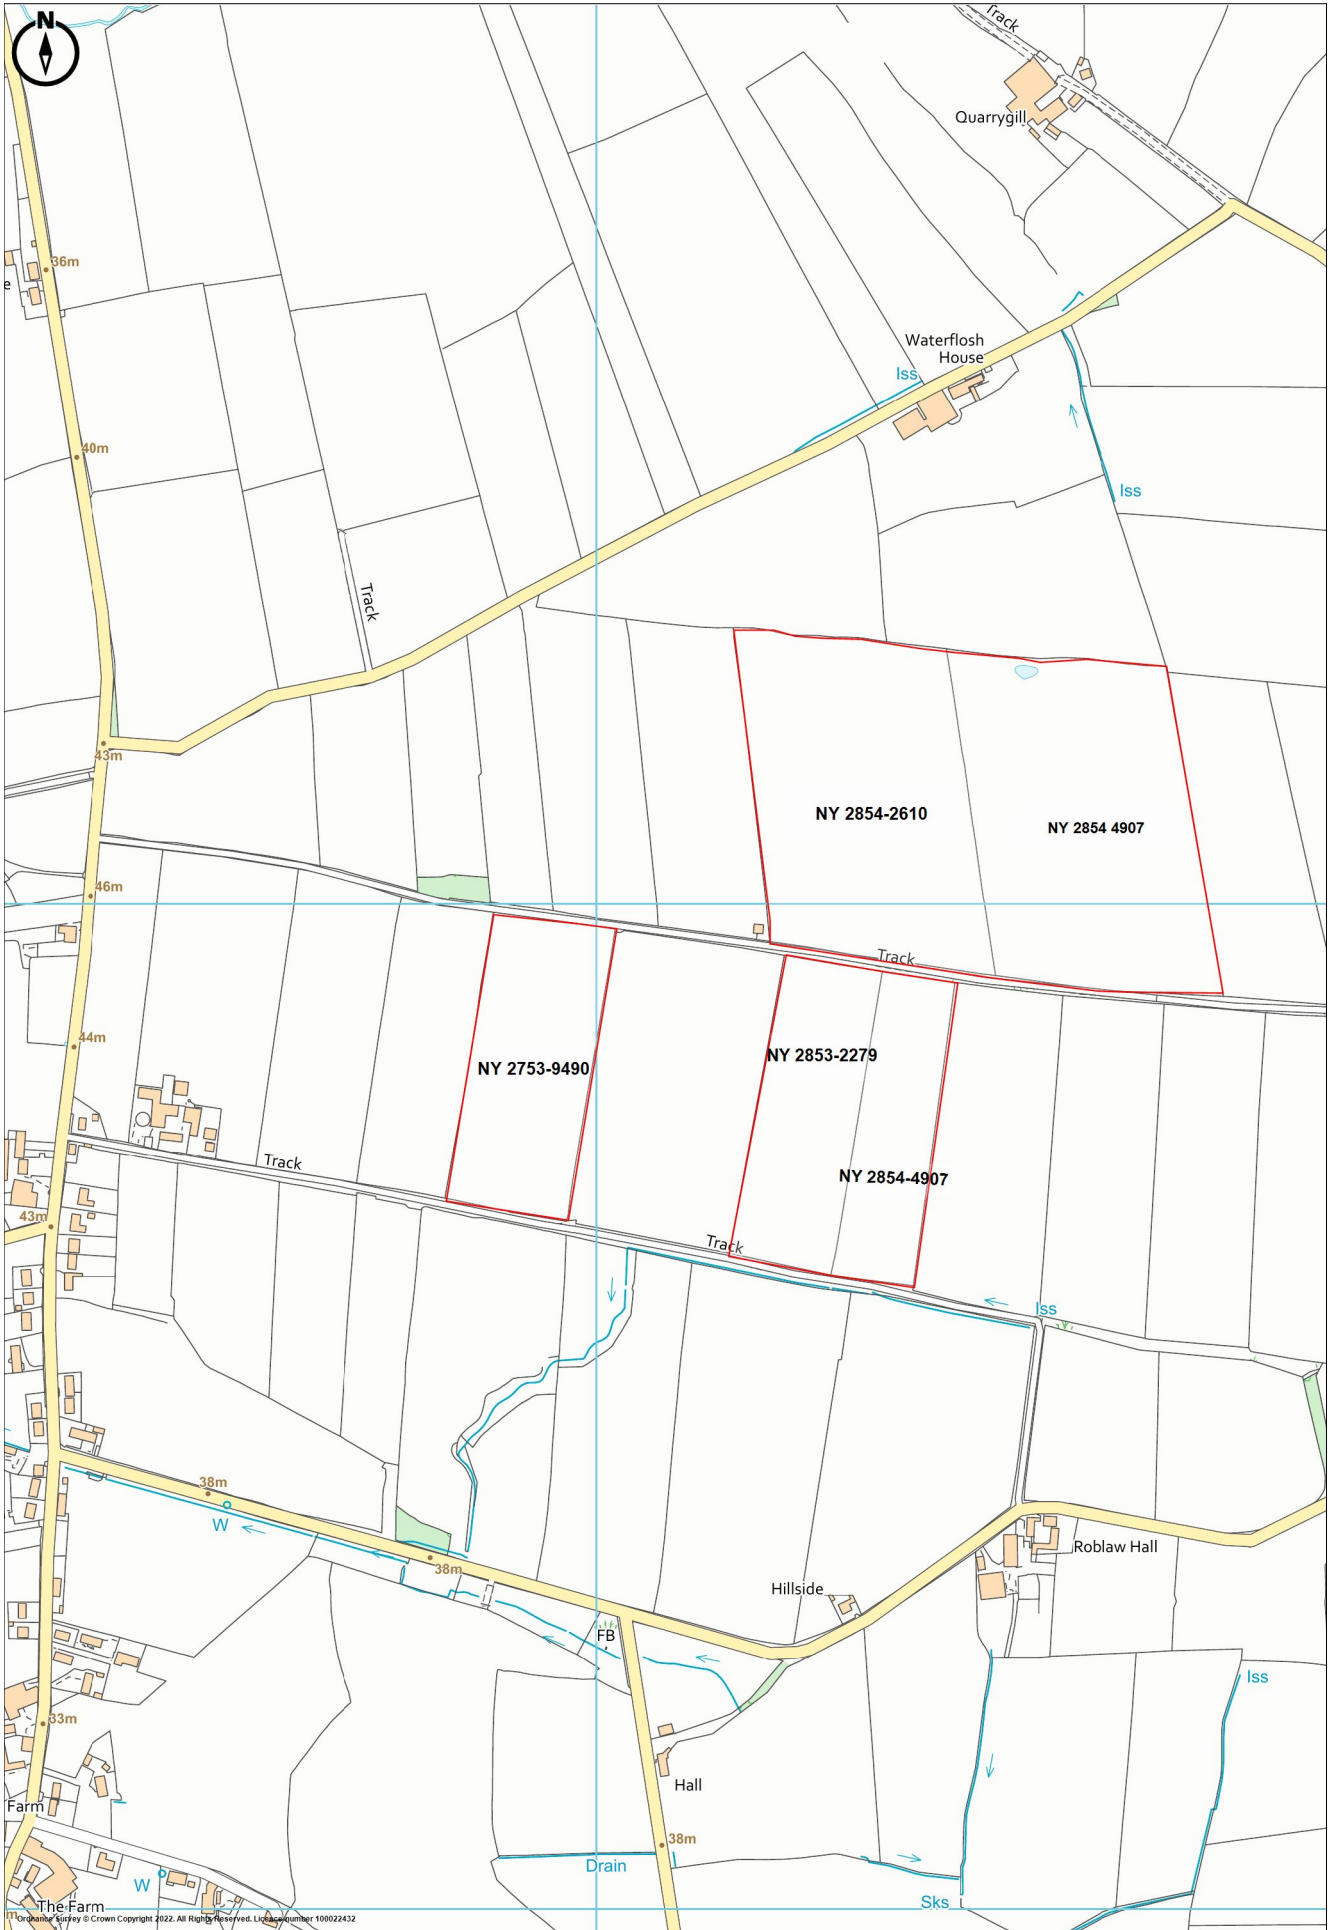 N
Track
Quarrygill
36m
e
Waterflosh
House
Iss
40m
Iss
Track
43m
NY 2854-2610
NY 2854 4907
46m
Track
44m
NY 2853-2279
NY 2753-9490
Track
NY 2854-4907
43m
Track
Iss
38m
W
Roblaw Hall
38m
Hillside
FB
Iss
33m
Hall
Farm
38m
Drain
W
Sks
The Farm
m
Ordnance Survey © Crown Copyright 2022. All Rights Reserved. Licence number 100022432